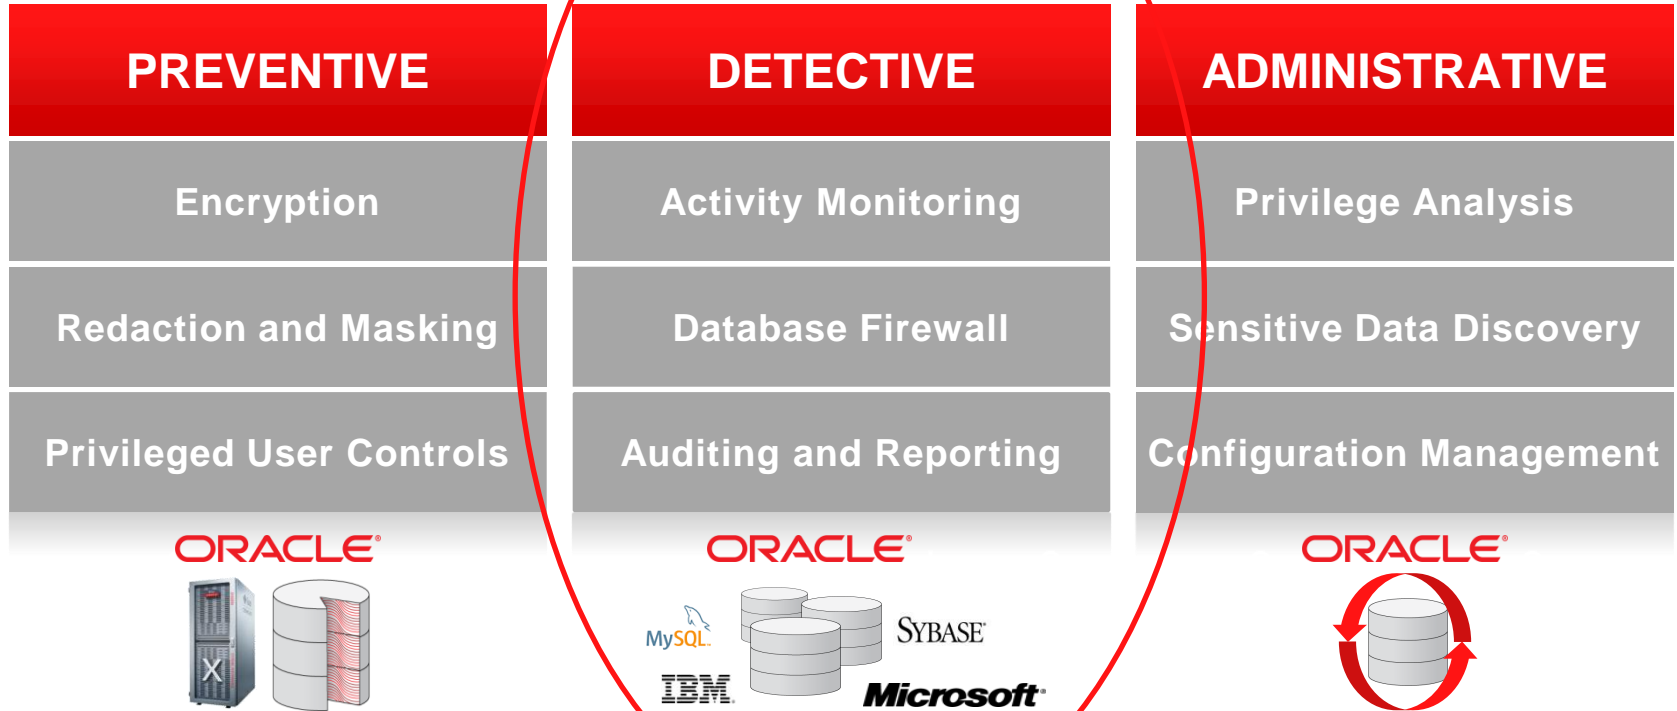 PREVENTIVE
DETECTIVE
ADMINISTRATIVE
Encryption
Activity Monitoring
Privilege Analysis
Redaction and Masking
Database Firewall
Sensitive Data Discovery
Privileged User Controls
Auditing and Reporting
Configuration Management
ORACLE®
ORACLE®
ORACLE®
X
MySQL
SYBASE®
IBM
Microsoft®